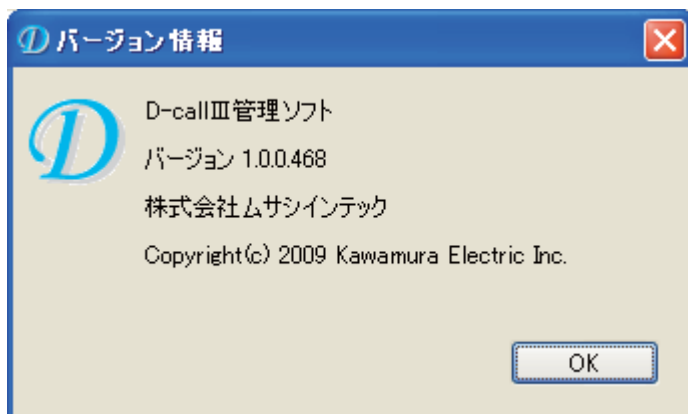 D バージョン情報
D
D-callⅢ管理ソフト
バージョン 1.0.0.468
株式会社ムサシインテック
Copyright(c) 2009 Kawamura Electric Inc.
OK